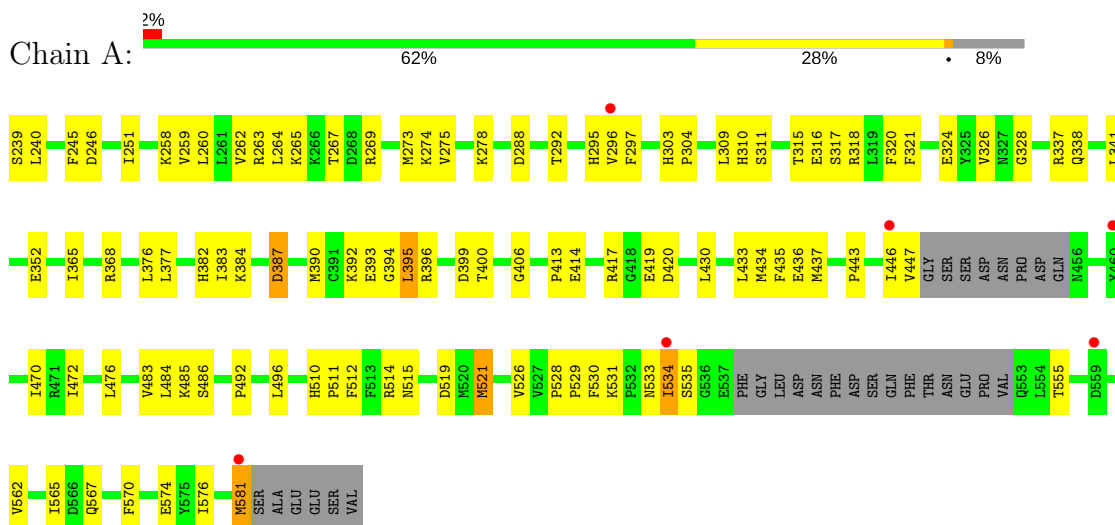 2%
Chain A:
62% 28% • 8%
S239 L240 F245 D246 I251 K258 V259 L260 L261 V262 R263 L264 K265 K266 T267 D268 R269 M273 K274 V275 K278 D288 T292 H295 V296 F297 H303 P304 L309 H310 S311 T315 E316 S317 R318 L319 F320 F321 E324 Y325 V326 N327 G328 R337 Q338 L341
E352 I365 R368 L376 L377 H382 I383 K384 D387 M390 C391 K392 E393 G394 L395 R396 D399 T400 G406 P413 E414 R417 G418 E419 D420 L430 L433 M434 F435 E436 M437 P443 I446 V447 GLY SER SER ASP ASN PRO ASP GLN N456 Y460
I470 R471 I472 L476 V483 L484 K485 S486 P492 L496 H510 P511 F512 F513 R514 N515 D519 M520 M521 V526 V527 P528 P529 F530 K531 P532 N533 I534 S535 G536 E537 PHE GLY LEU ASP ASN PHE ASP SER GLN PHE THR ASN GLU PRO VAL Q553 L554 T555 D559
V562 I565 D566 Q567 F570 E574 Y575 I576 M581 SER ALA GLU GLU SER VAL